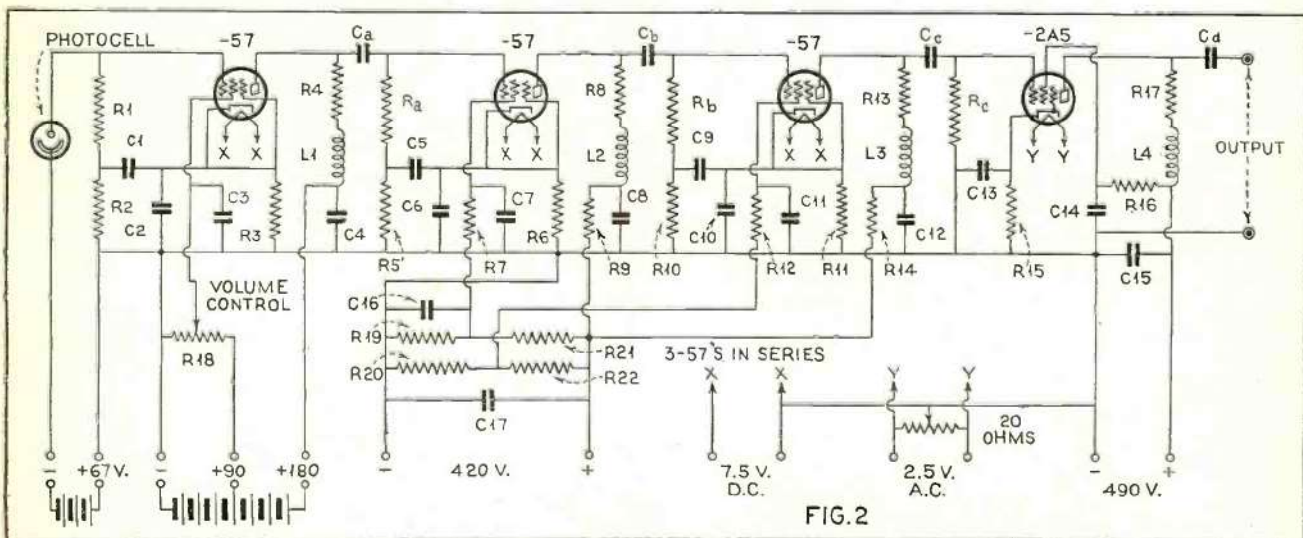 PHOTOCELL
-57
Ca
-57
Cb
-57
Cc
-2A5
Cd
R1
R4
Ra
R8
Rb
R13
Rc
R17
C1
L1
C5
X X
X X
L2
C9
X X
L3
Y Y
L4
OUTPUT
R2
C2
C3
R3
C4
C6
C7
R6
C8
C10
C11
C12
C13
C14
R16
R5
R7
R9
R10
R12
R11
R14
R15
C15
VOLUME
CONTROL
C16
R18
R19
R21
R20
R22
C17
3-57'S IN SERIES
X X Y Y
20
OHMS
- +67V. - +90 +180 - 420 V. + 7.5 V.
D.C. 2.5 V.
A.C. - 490 V. +
FIG.2